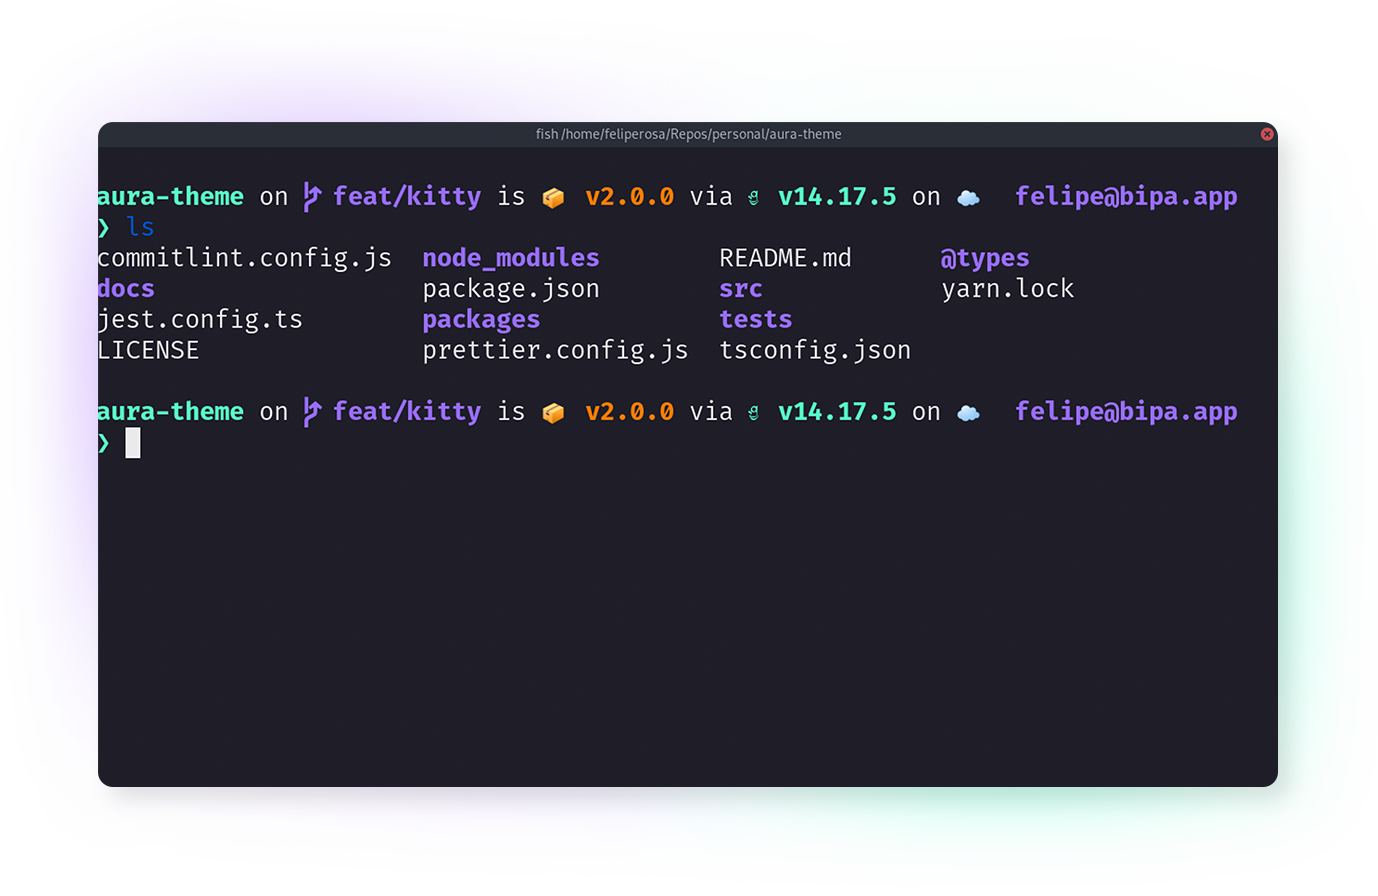 fish /home/feliperosa/Repos/personal/aura-theme
aura-theme on feat/kitty is 📦 v2.0.0 via v14.17.5 on ☁️ felipe@bipa.app
❯ ls
commitlint.config.js node_modules README.md @types
docs package.json src yarn.lock
jest.config.ts packages tests
LICENSE prettier.config.js tsconfig.json
aura-theme on feat/kitty is 📦 v2.0.0 via v14.17.5 on ☁️ felipe@bipa.app
❯